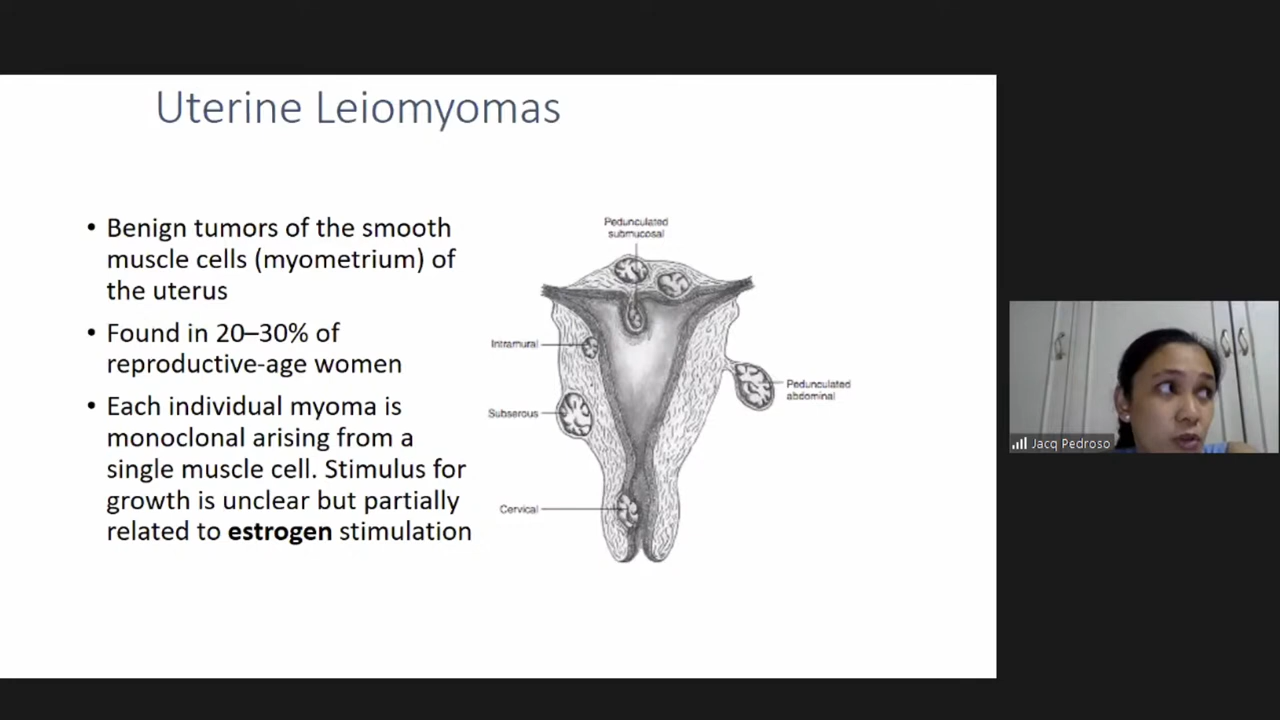 Uterine Leiomyomas
• Benign tumors of the smooth
muscle cells (myometrium) of
the uterus
• Found in 20–30% of
reproductive-age women
• Each individual myoma is
monoclonal arising from a
single muscle cell. Stimulus for
growth is unclear but partially
related to estrogen stimulation
Pedunculated
submucosal
Intramural
Subserous
Pedunculated
abdominal
Cervical
Jacq Pedroso